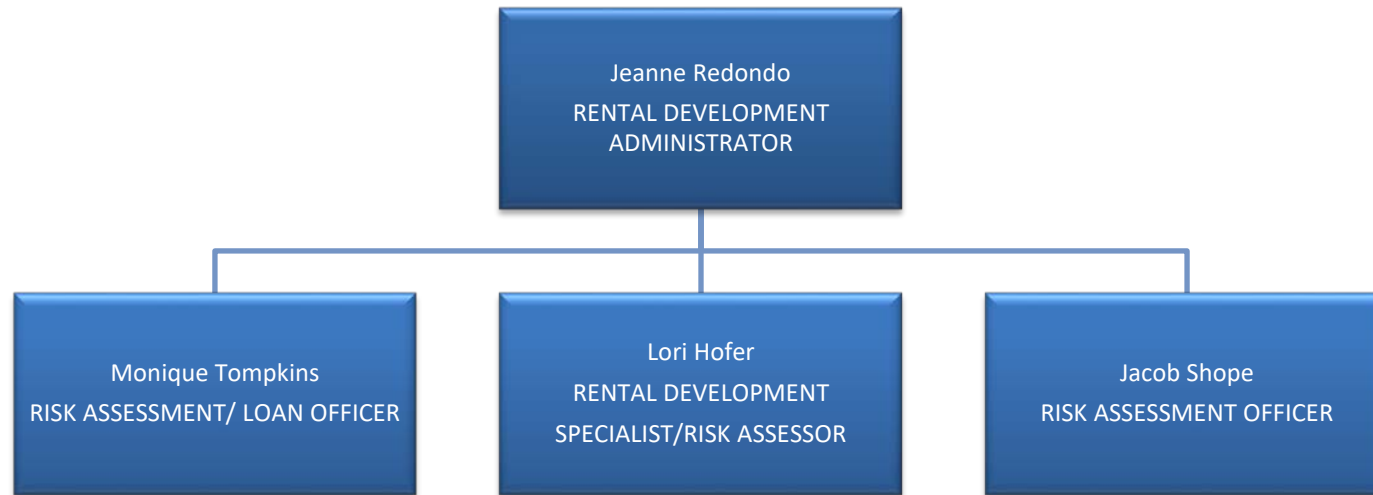 Jeanne Redondo
RENTAL DEVELOPMENT
ADMINISTRATOR
Monique Tompkins
RISK ASSESSMENT/ LOAN OFFICER
Lori Hofer
RENTAL DEVELOPMENT
SPECIALIST/RISK ASSESSOR
Jacob Shope
RISK ASSESSMENT OFFICER